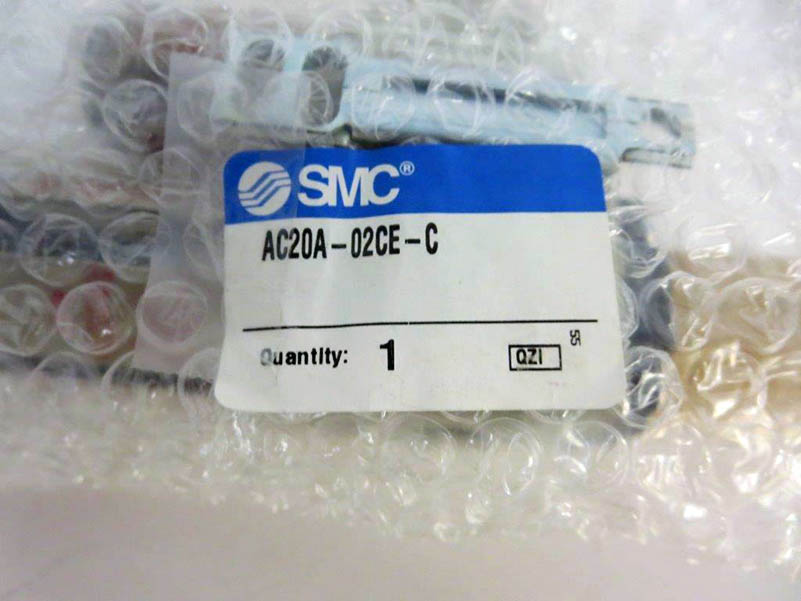 SMC®
AC20A-02CE-C
Quantity: 1
QZI
55